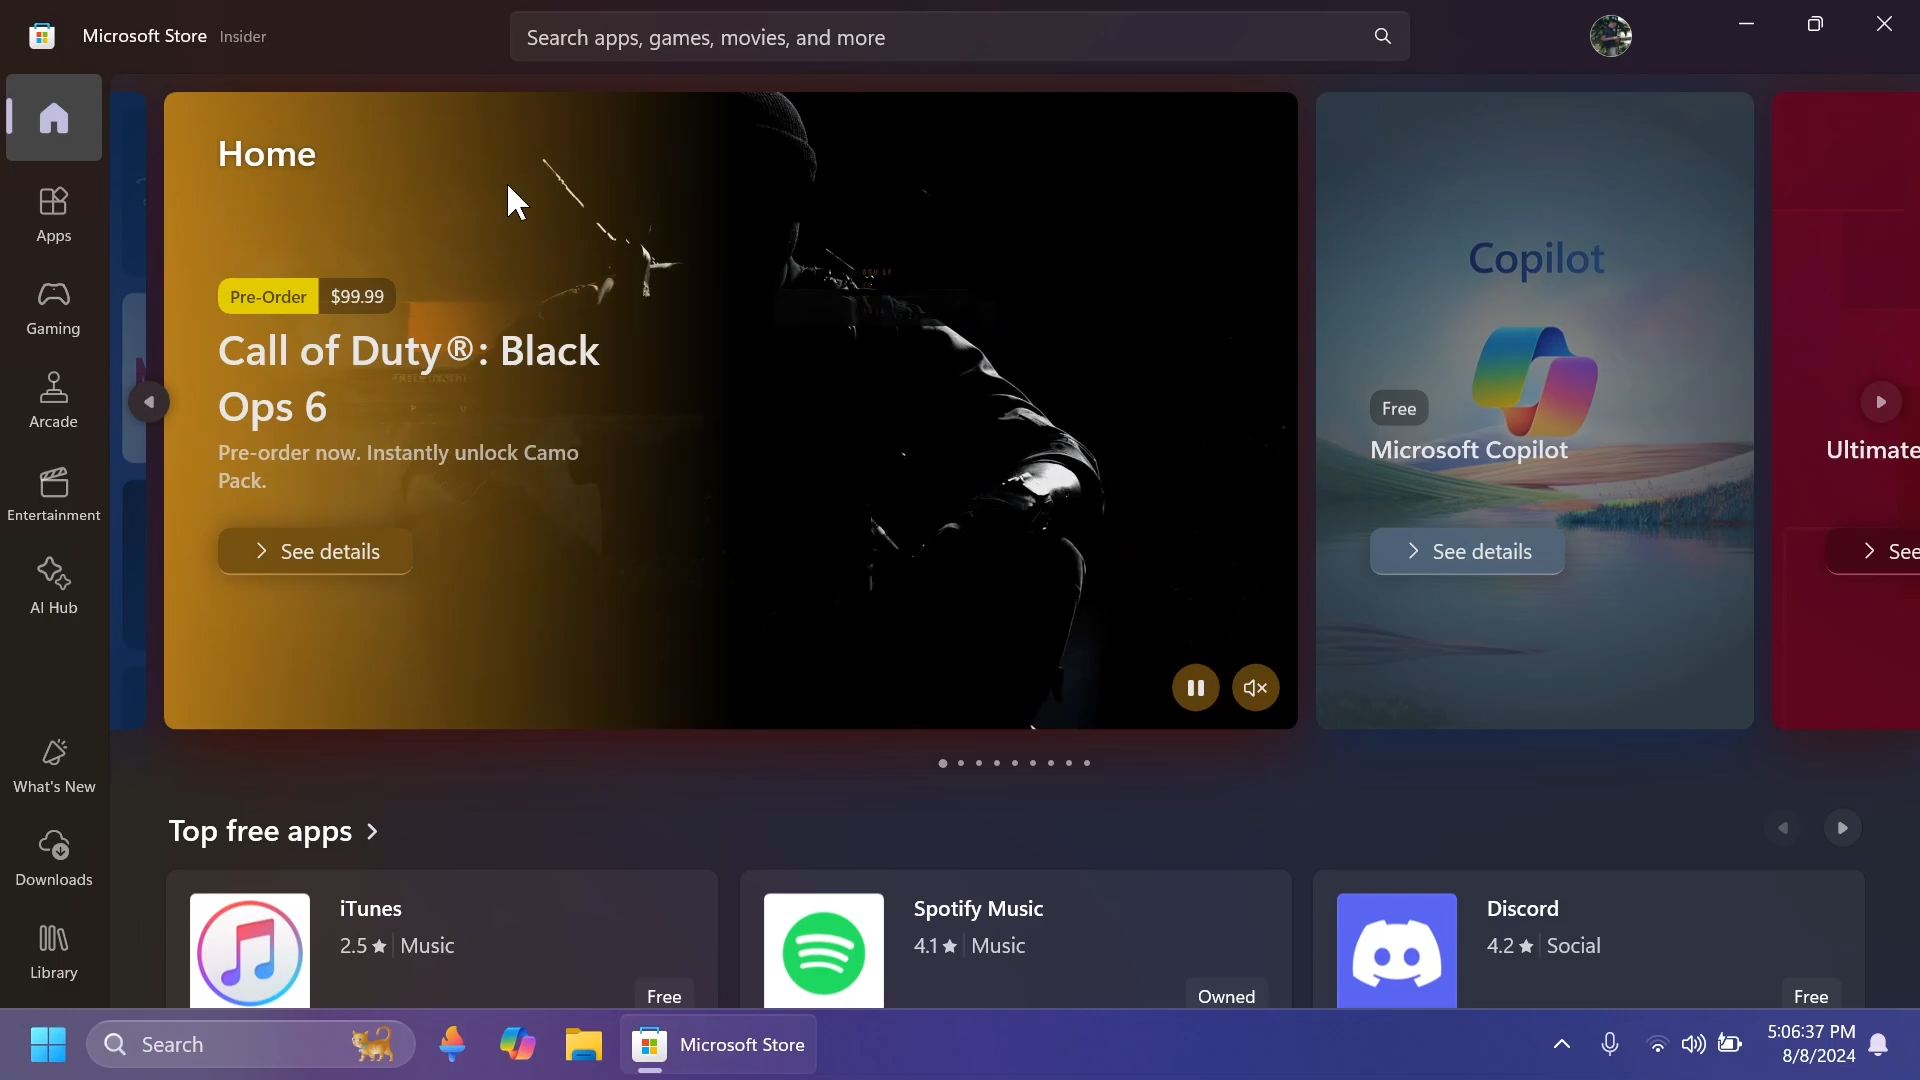 Microsoft Store Insider
Search apps, games, movies, and more
Home
Apps
Gaming
Arcade
Entertainment
AI Hub
What's New
Downloads
Library
Pre-Order $99.99
Call of Duty®: Black
Ops 6
Pre-order now. Instantly unlock Camo
Pack.
See details
Copilot
Free
Microsoft Copilot
See details
Ultimate
See
Top free apps
iTunes
2.5 Music
Free
Spotify Music
4.1 Music
Owned
Discord
4.2 Social
Free
Search
Microsoft Store
5:06:37 PM
8/8/2024